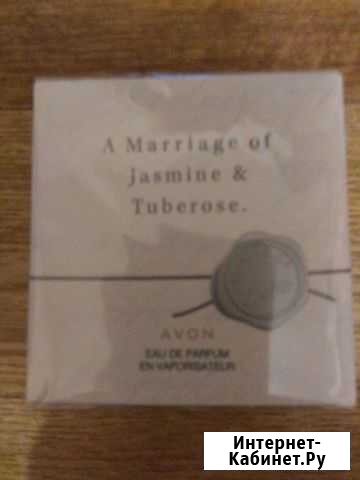 A Marriage of
Jasmine &
Tuberose.
AVON
EAU DE PARFUM
EN VAPORISATEUR
Интернет-
Кабинет.Ру